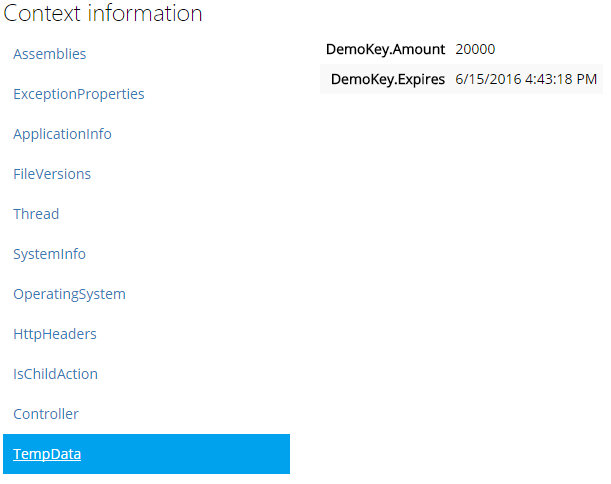 Context information
Assemblies
ExceptionProperties
ApplicationInfo
FileVersions
Thread
SystemInfo
OperatingSystem
HttpHeaders
IsChildAction
Controller
TempData
DemoKey.Amount 20000
DemoKey.Expires 6/15/2016 4:43:18 PM